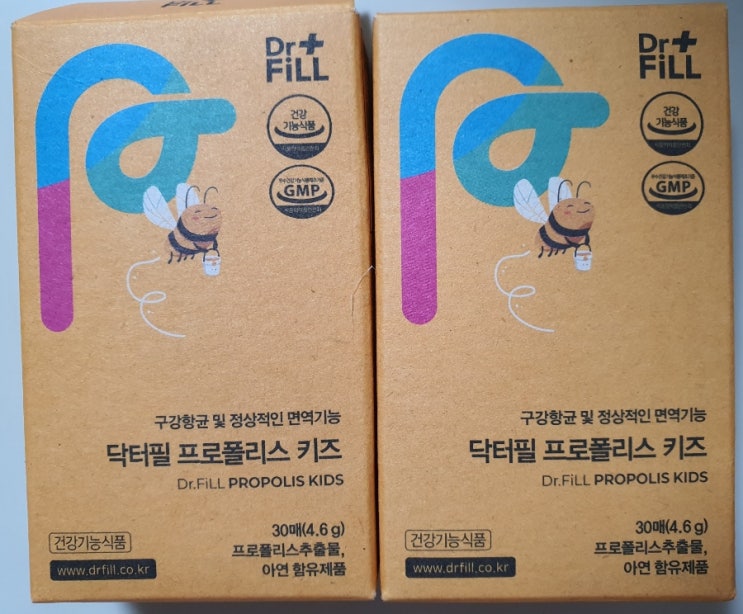 FiLL
Dr+
FiLL
건강
기능식품
GMP
구강항균 및 정상적인 면역기능
닥터필 프로폴리스 키즈
Dr.FiLL PROPOLIS KIDS
30매(4.6 g)
프로폴리스추출물,
아연 함유제품
건강기능식품
www.drfill.co.kr
Dr+
FiLL
건강
기능식품
GMP
구강항균 및 정상적인 면역기능
닥터필 프로폴리스 키즈
Dr.FiLL PROPOLIS KIDS
30매(4.6 g)
프로폴리스추출물,
아연 함유제품
건강기능식품
www.drfill.co.kr